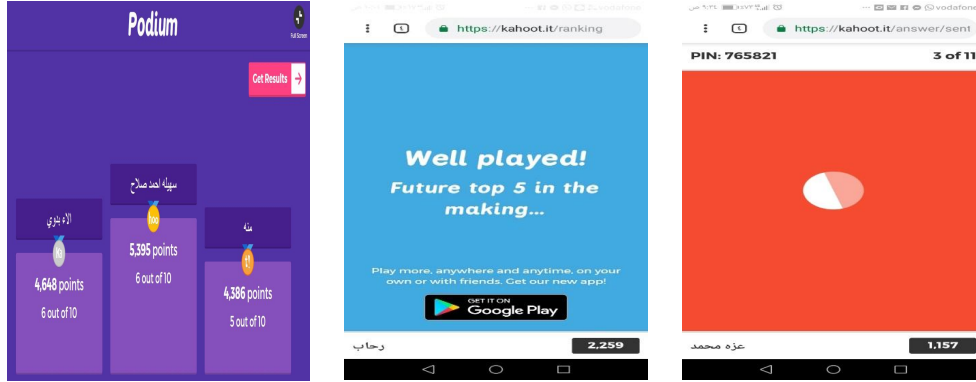 Podium
Full Screen
Get Results
سهيله احمد صلاح
الاء بدوي
منه
5,395 points
6 out of 10
4,648 points
6 out of 10
4,386 points
5 out of 10
vodafone
https://kahoot.it/ranking
Well played!
Future top 5 in the
making...
Play more, anywhere and anytime, on your
own or with friends. Get our new app!
GET IT ON
Google Play
رحاب
2,259
vodafone
https://kahoot.it/answer/sent
PIN: 765821
3 of 11
عزه محمد
1,157